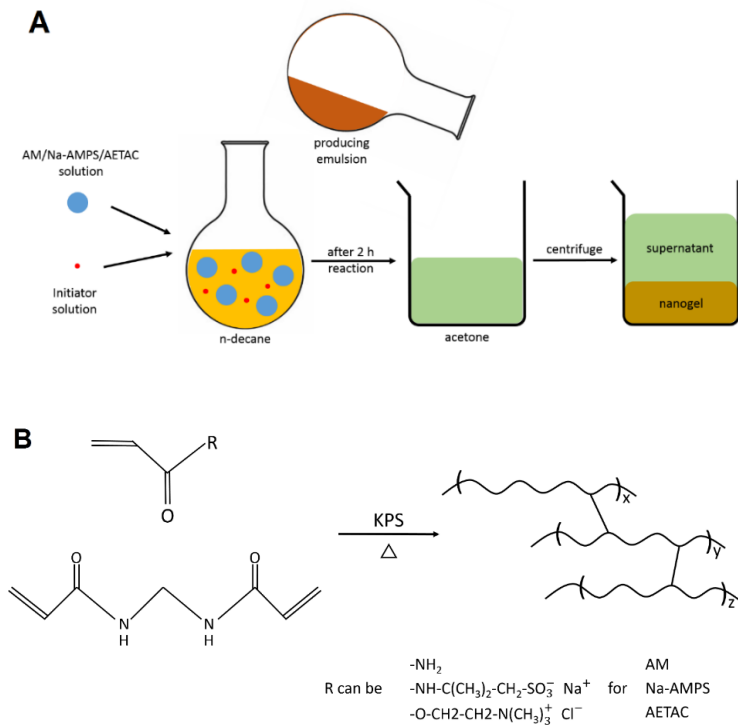 A
producing
emulsion
AM/Na-AMPS/AETAC
solution
Initiator
solution
n-decane
after 2 h
reaction
acetone
centrifuge
supernatant
nanogel
B
R
O
O
N
H
N
H
O
KPS
△
x
y
z
R can be
-NH₂
-NH-C(CH₃)₂-CH₂-SO₃⁻ Na⁺
-O-CH2-CH2-N(CH₃)₃⁺ Cl⁻
for
AM
Na-AMPS
AETAC